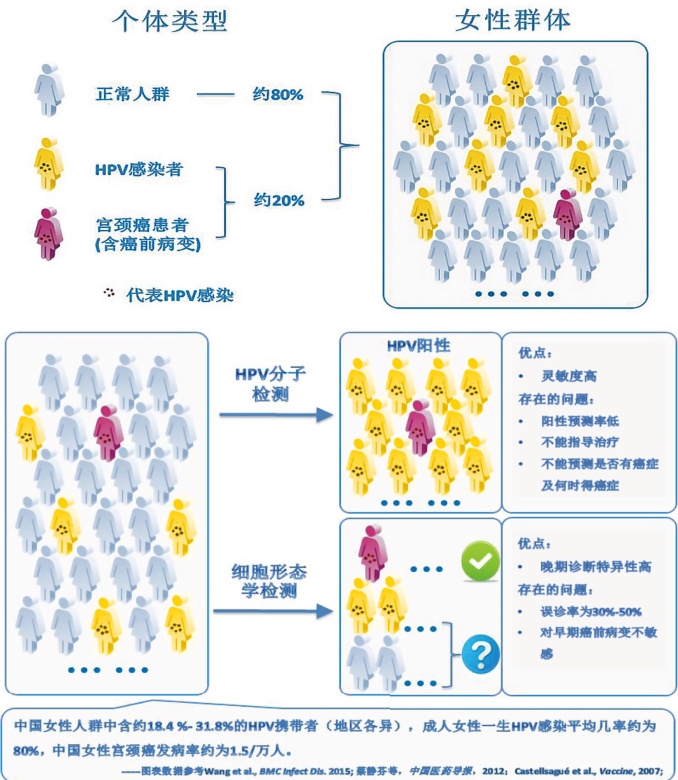 个体类型
女性群体
正常人群
约80%
HPV感染者
约20%
宫颈癌患者
(含癌前病变)
代表HPV感染
HPV分子
检测
HPV阳性
优点：
• 灵敏度高
存在的问题：
• 阳性预测率低
• 不能指导治疗
• 不能预测是否有癌症
及何时得癌症
细胞形态
学检测
?
优点：
• 晚期诊断特异性高
存在的问题：
• 误诊率为30%-50%
• 对早期癌前病变不敏
感
中国女性人群中含约18.4 %- 31.8%的HPV携带者（地区各异），成人女性一生HPV感染平均几率约为
80%，中国女性宫颈癌发病率约为1.5/万人。
——图表数据参考Wang et al., BMC Infect Dis. 2015; 蔡静芬等，中国医药导报，2012; Castellsagué et al., Vaccine, 2007;